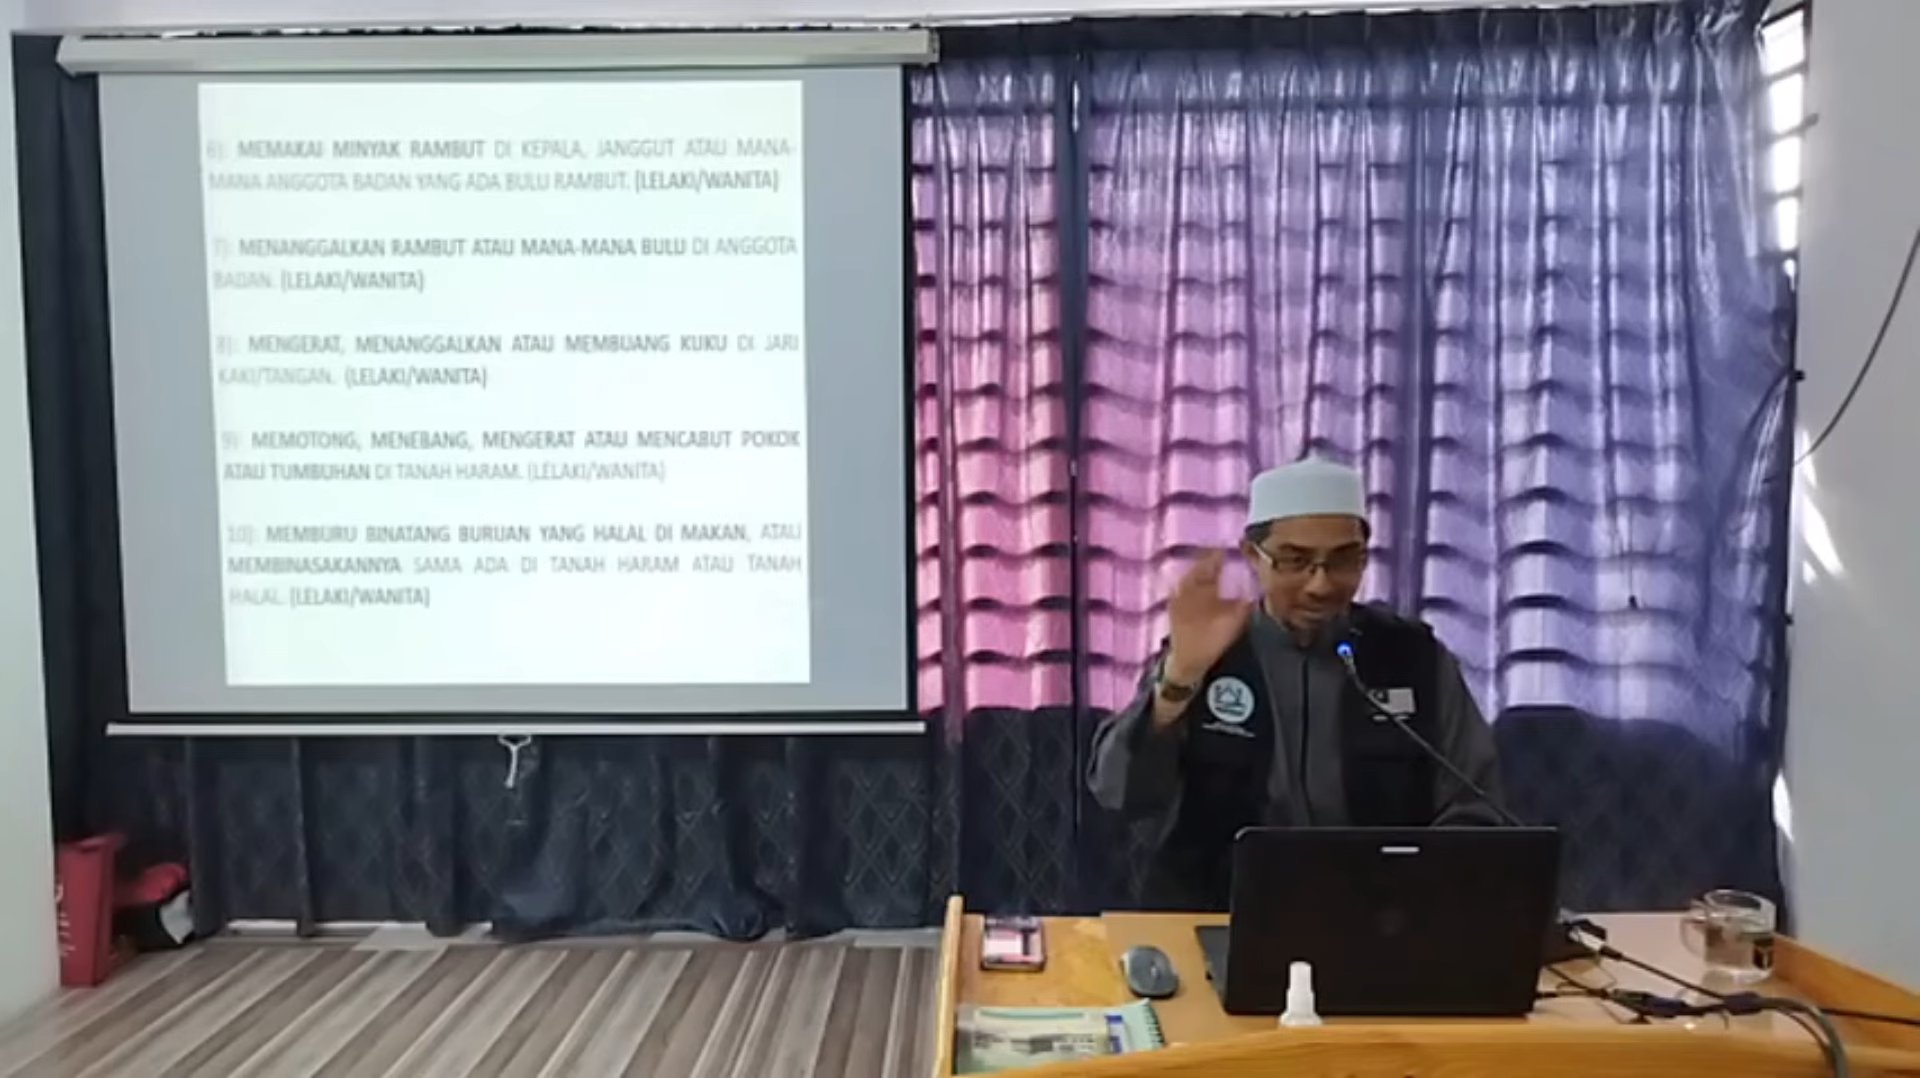 6): MEMAKAI MINYAK RAMBUT DI KEPALA, JANGGUT ATAU MANA-
MANA ANGGOTA BADAN YANG ADA BULU RAMBUT. (LELAKI/WANITA)
7): MENANGGALKAN RAMBUT ATAU MANA-MANA BULU DI ANGGOTA
BADAN. (LELAKI/WANITA)
8): MENGERAT, MENANGGALKAN ATAU MEMBUANG KUKU DI JARI
KAKI/TANGAN. (LELAKI/WANITA)
9): MEMOTONG, MENEBANG, MENGERAT ATAU MENCABUT POKOK
ATAU TUMBUHAN DI TANAH HARAM. (LELAKI/WANITA)
10): MEMBURU BINATANG BURUAN YANG HALAL DI MAKAN, ATAU
MEMBINASAKANNYA SAMA ADA DI TANAH HARAM ATAU TANAH
HALAL. (LELAKI/WANITA)